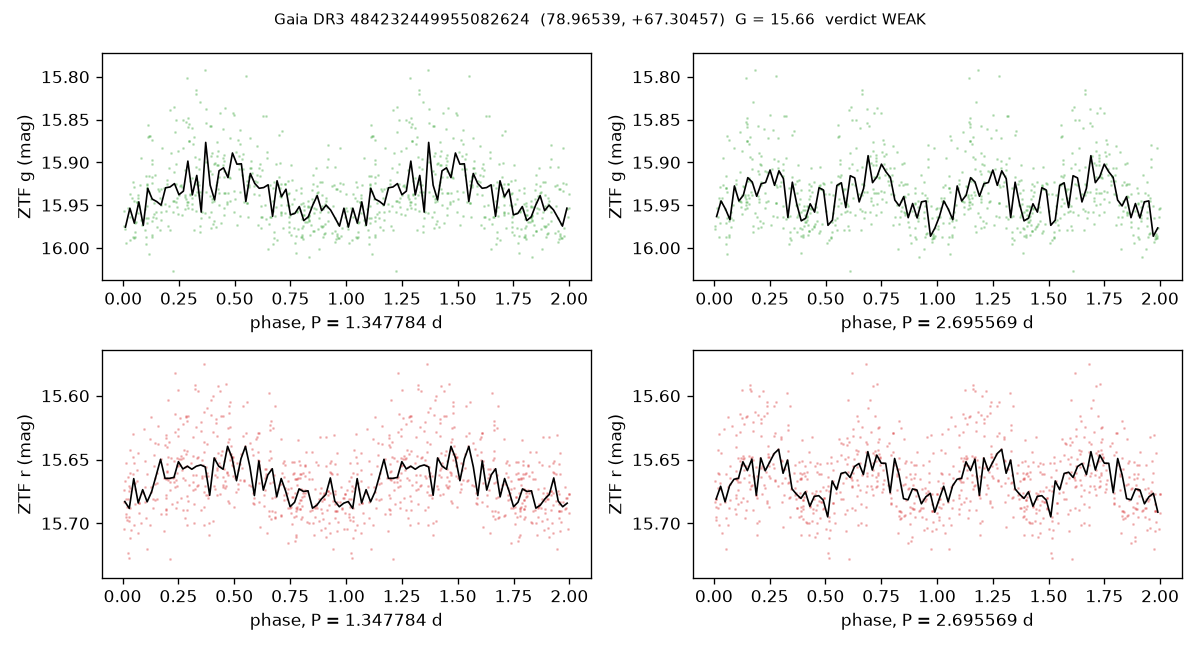 Gaia DR3 484232449955082624  (78.96539, +67.30457)  G = 15.66  verdict WEAK
ZTF g (mag)
15.80
15.85
15.90
15.95
16.00
0.00 0.25 0.50 0.75 1.00 1.25 1.50 1.75 2.00
phase, P = 1.347784 d
ZTF g (mag)
15.80
15.85
15.90
15.95
16.00
0.00 0.25 0.50 0.75 1.00 1.25 1.50 1.75 2.00
phase, P = 2.695569 d
ZTF r (mag)
15.60
15.65
15.70
0.00 0.25 0.50 0.75 1.00 1.25 1.50 1.75 2.00
phase, P = 1.347784 d
ZTF r (mag)
15.60
15.65
15.70
0.00 0.25 0.50 0.75 1.00 1.25 1.50 1.75 2.00
phase, P = 2.695569 d